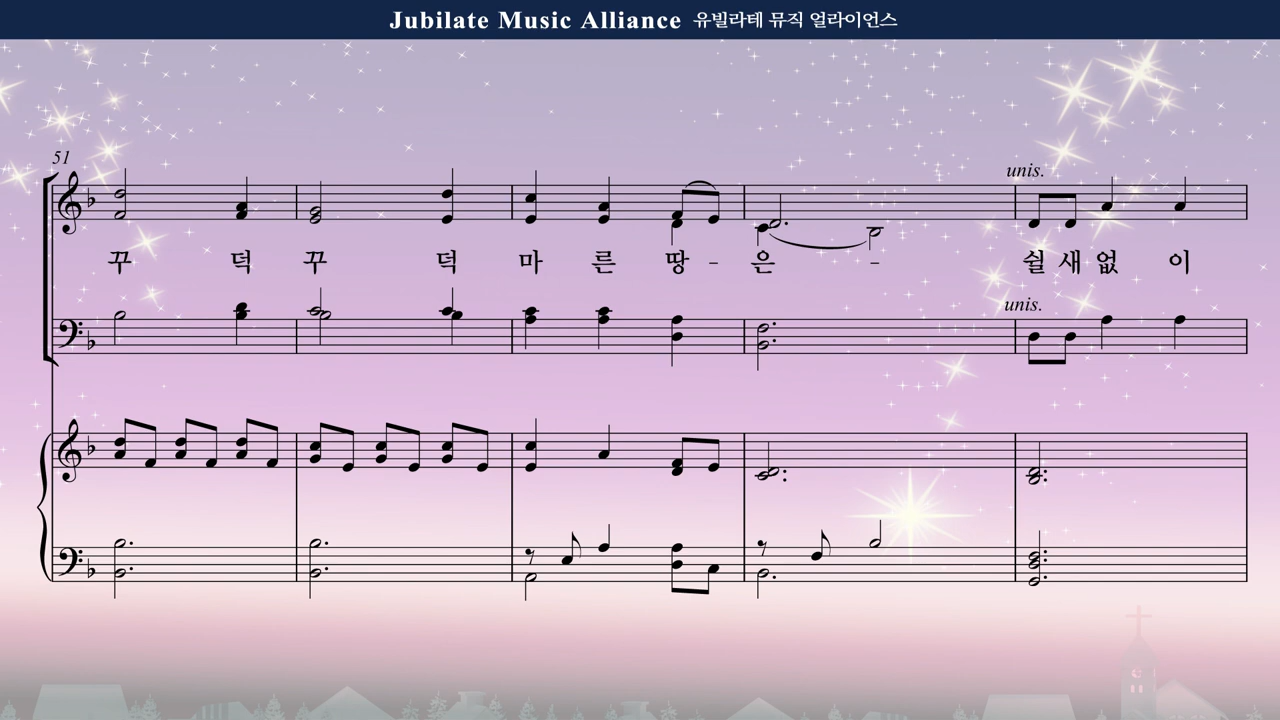 Jubilate Music Alliance 유빌라테 뮤직 얼라이언스
51
unis.
꾸 덕 꾸 덕 마 른 땅 - 은 - 쉴 새 없 이
unis.